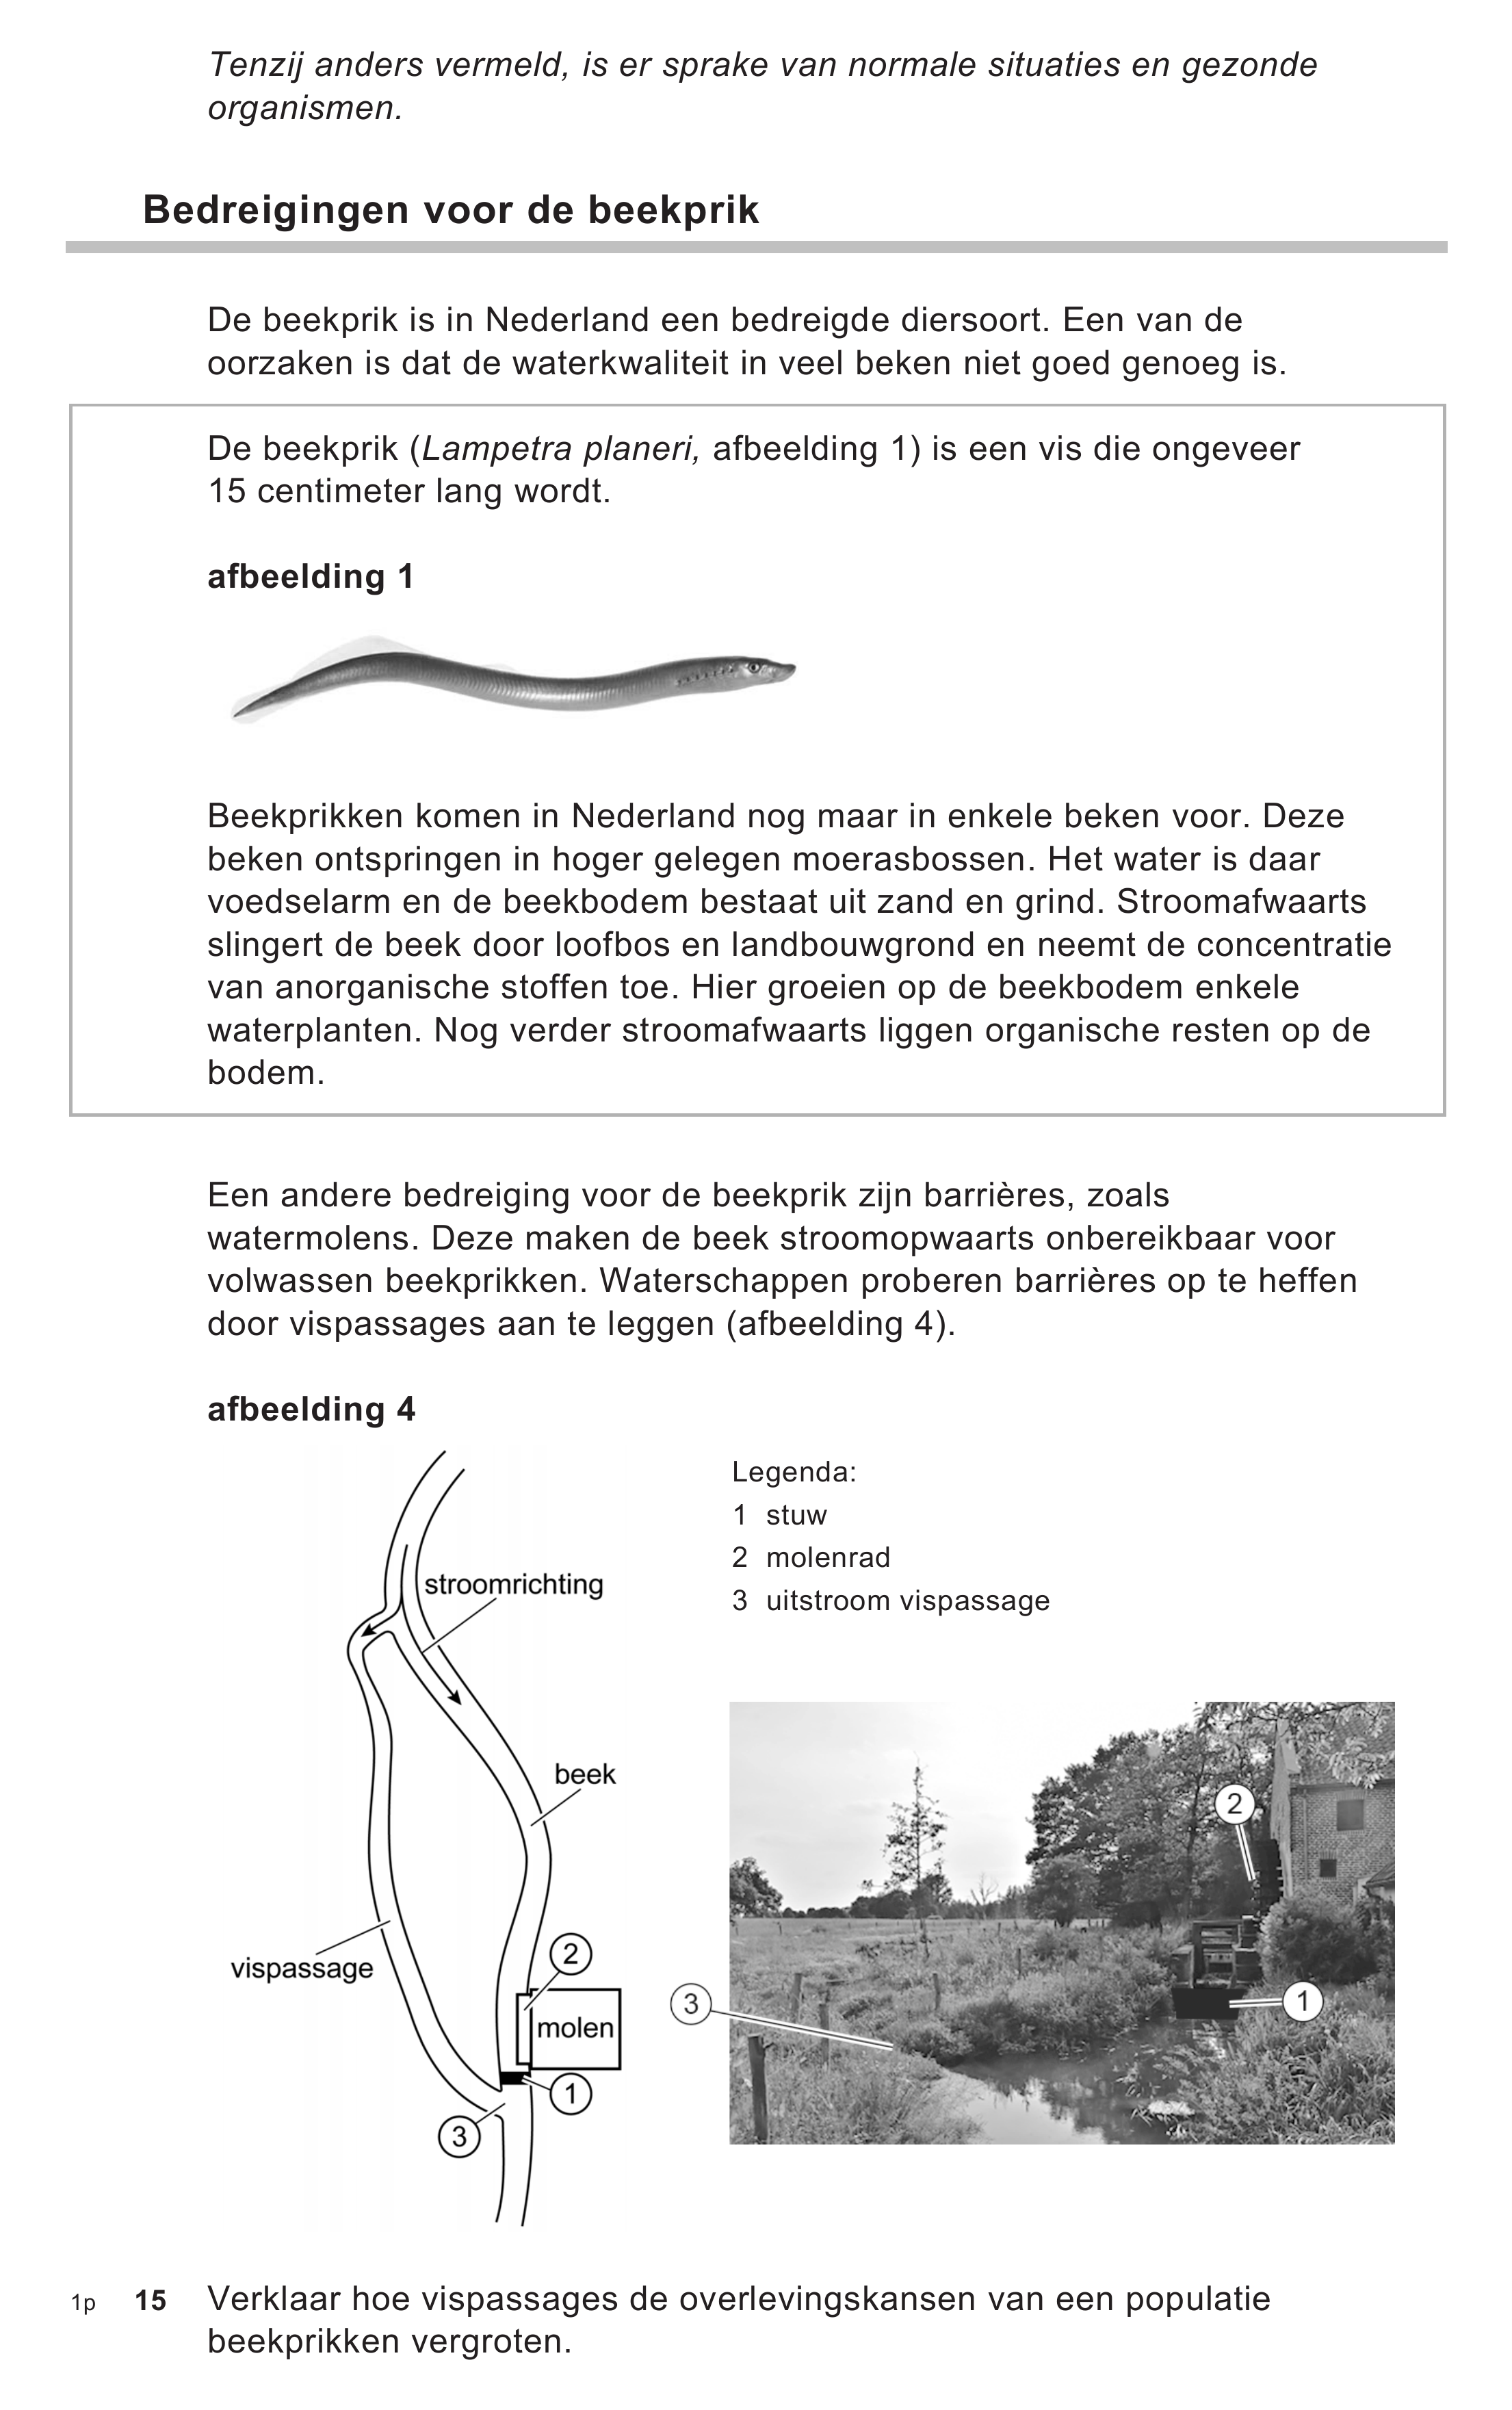 Tenzij anders vermeld, is er sprake van normale situaties en gezonde
organismen.
Bedreigingen voor de beekprik
De beekprik is in Nederland een bedreigde diersoort. Een van de
oorzaken is dat de waterkwaliteit in veel beken niet goed genoeg is.
De beekprik (Lampetra planeri, afbeelding 1) is een vis die ongeveer
15 centimeter lang wordt.
afbeelding 1
Beekprikken komen in Nederland nog maar in enkele beken voor. Deze
beken ontspringen in hoger gelegen moerasbossen. Het water is daar
voedselarm en de beekbodem bestaat uit zand en grind. Stroomafwaarts
slingert de beek door loofbos en landbouwgrond en neemt de concentratie
van anorganische stoffen toe. Hier groeien op de beekbodem enkele
waterplanten. Nog verder stroomafwaarts liggen organische resten op de
bodem.
Een andere bedreiging voor de beekprik zijn barrières, zoals
watermolens. Deze maken de beek stroomopwaarts onbereikbaar voor
volwassen beekprikken. Waterschappen proberen barrières op te heffen
door vispassages aan te leggen (afbeelding 4).
afbeelding 4
Legenda:
1 stuw
2 molenrad
3 uitstroom vispassage
stroomrichting
beek
vispassage
2
molen
1
3
2
3
1
1p 15 Verklaar hoe vispassages de overlevingskansen van een populatie
beekprikken vergroten.